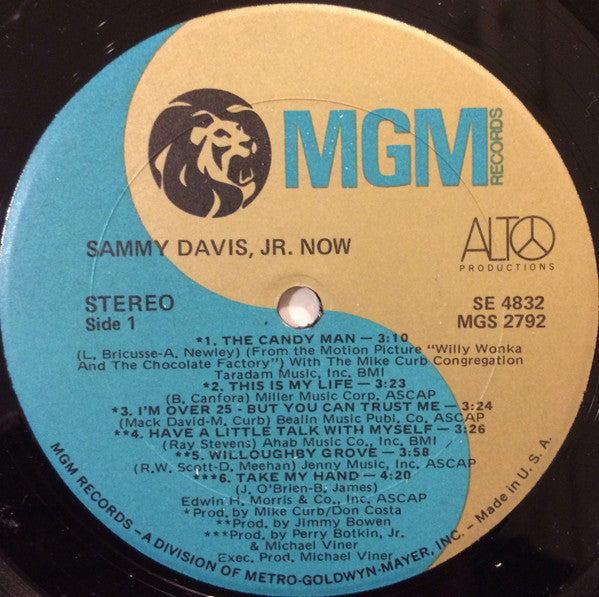 MGM
RECORDS
SAMMY DAVIS, JR. NOW
ALTO
PRODUCTIONS
STEREO
Side 1
SE 4832
MGS 2792
*1. THE CANDY MAN — 3:10
(L. Bricusse-A. Newley) (From the Motion Picture "Willy Wonka
And The Chocolate Factory") With The Mike Curb Congregation
Taradam Music, Inc. BMI
*2. THIS IS MY LIFE — 3:23
(B. Canfora) Miller Music Corp. ASCAP
*3. I'M OVER 25 - BUT YOU CAN TRUST ME — 3:24
(Mack David-M. Curb) Bealin Music Publ. Co, ASCAP
**4. HAVE A LITTLE TALK WITH MYSELF — 3:26
(Ray Stevens) Ahab Music Co., Inc. BMI
**5. WILLOUGHBY GROVE — 3:58
(R.W. Scott-D. Meehan) Jenny Music, Inc. ASCAP
***6. TAKE MY HAND — 4:20
(J. O'Brien-B. James)
Edwin H. Morris & Co., Inc. ASCAP
*Prod. by Mike Curb/Don Costa
**Prod. by Jimmy Bowen
***Prod. by Perry Botkin, Jr.
& Michael Viner
Exec. Prod. Michael Viner
MGM RECORDS – A DIVISION OF METRO-GOLDWYN-MAYER, INC. – Made in U. S. A.